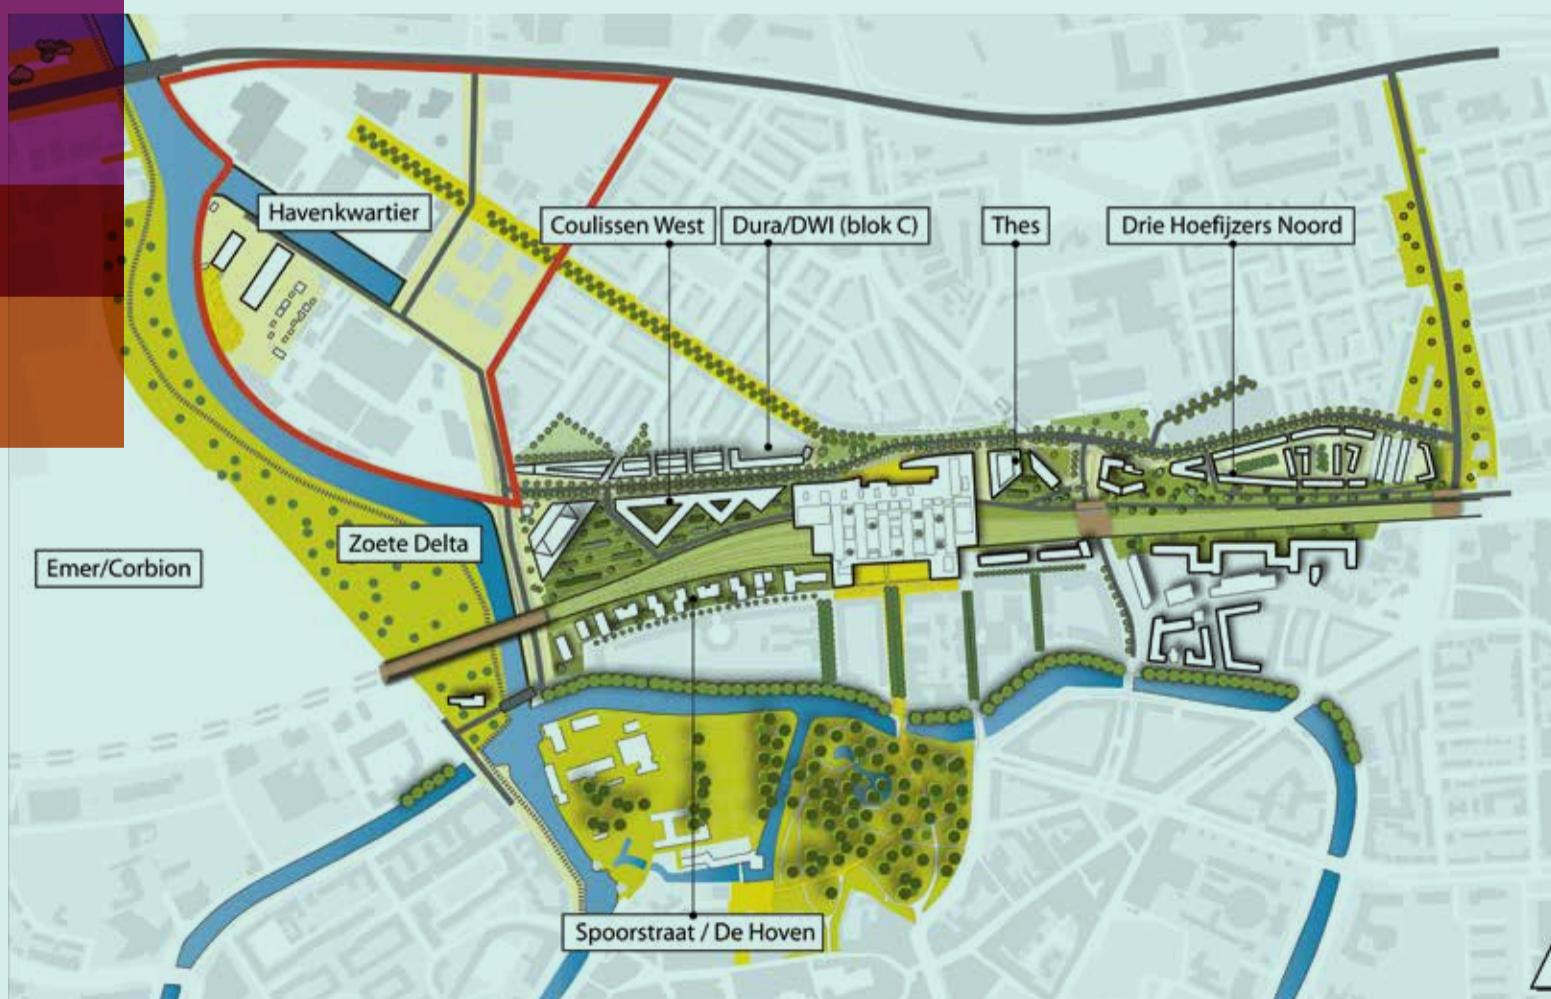 Havenkwartier
Coulissen West
Dura/DWI (blok C)
Thes
Drie Hoefijzers Noord
Zoete Delta
Emer/Corbion
Spoorstraat / De Hoven